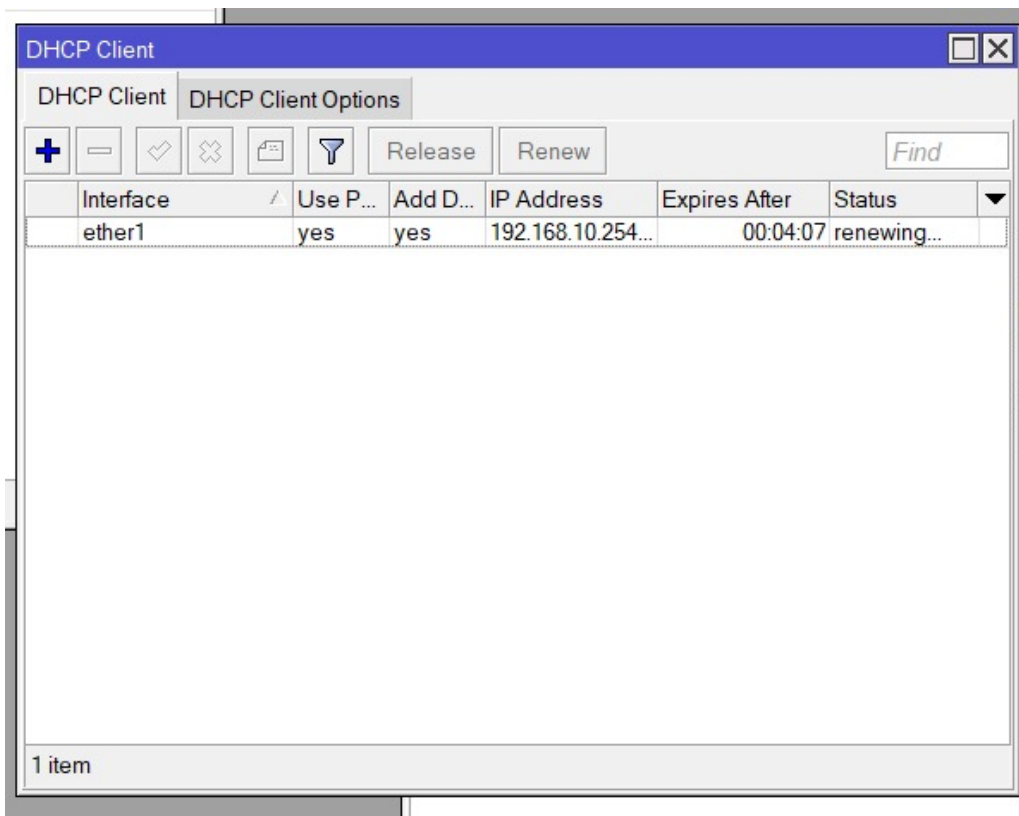 DHCP Client
DHCP Client DHCP Client Options
Release Renew Find
Interface Use P... Add D... IP Address Expires After Status
ether1 yes yes 192.168.10.254... 00:04:07 renewing...
1 item